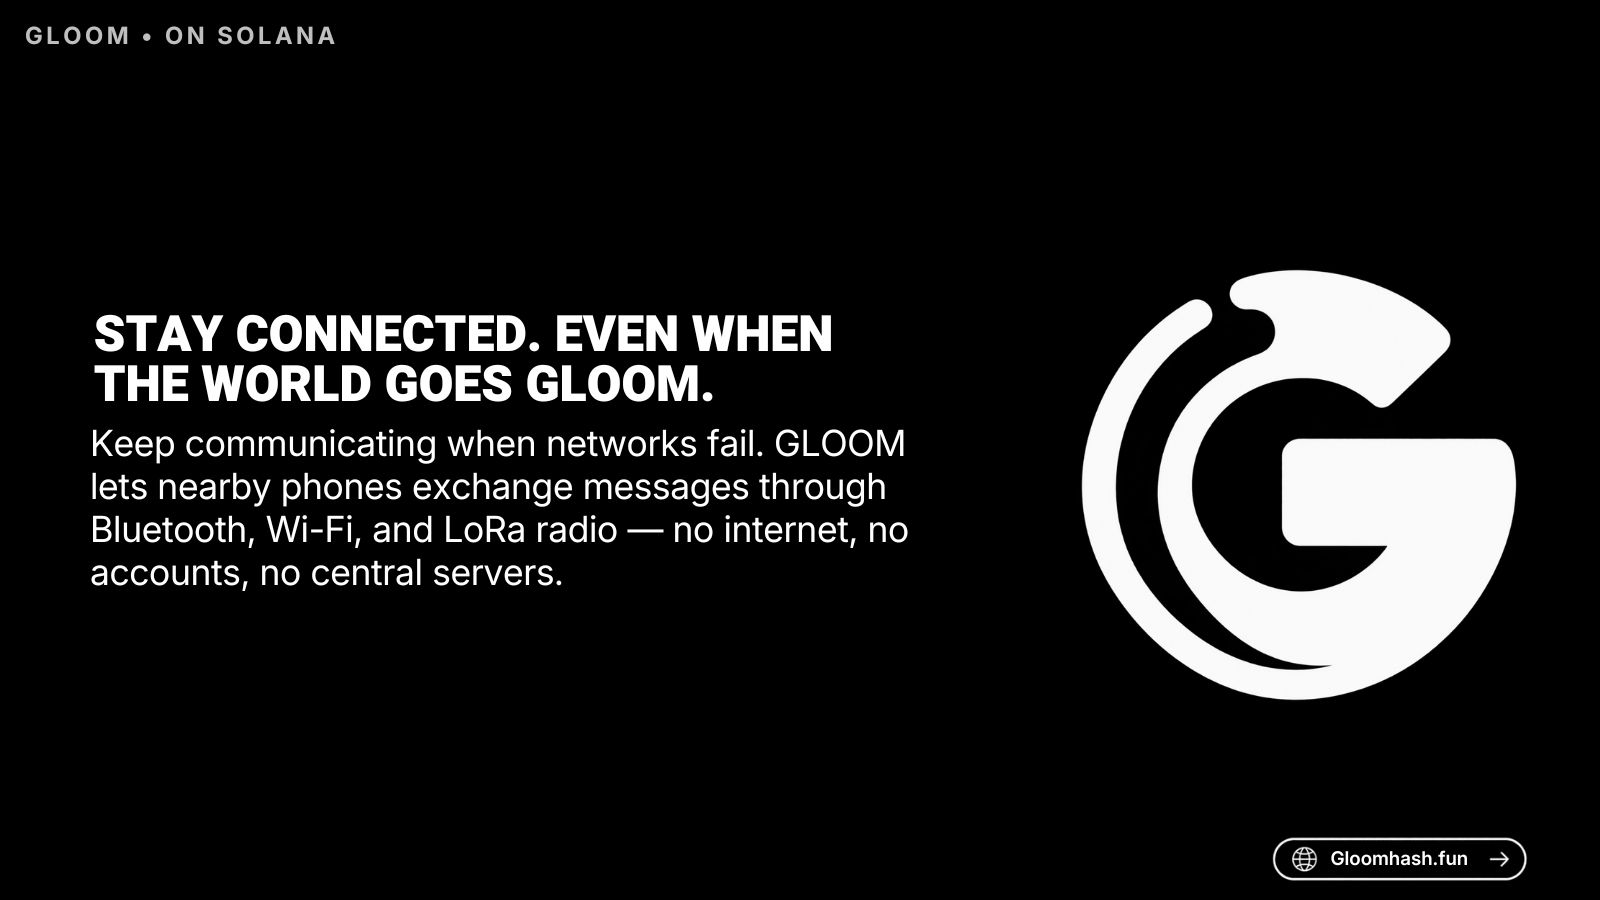 GLOOM • ON SOLANA
STAY CONNECTED. EVEN WHEN
THE WORLD GOES GLOOM.
Keep communicating when networks fail. GLOOM
lets nearby phones exchange messages through
Bluetooth, Wi-Fi, and LoRa radio — no internet, no
accounts, no central servers.
Gloomhash.fun →